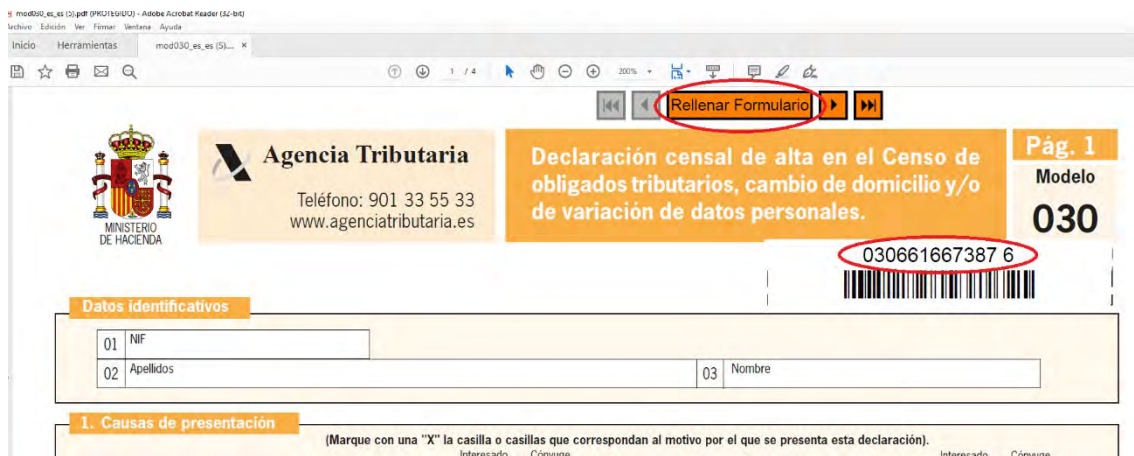 mod030_es_es (5).pdf (PROTEGIDO) - Adobe Acrobat Reader (32-bit)
Archivo Edición Ver Firmar Ventana Ayuda
Inicio Herramientas mod030_es_es (5).... ×
1 / 4 200%
Rellenar Formulario
MINISTERIO
DE HACIENDA
Agencia Tributaria
Teléfono: 901 33 55 33
www.agenciatributaria.es
Declaración censal de alta en el Censo de
obligados tributarios, cambio de domicilio y/o
de variación de datos personales.
Pág. 1
Modelo
030
030661667387 6
Datos identificativos
01 NIF
02 Apellidos 03 Nombre
1. Causas de presentación
(Marque con una "X" la casilla o casillas que correspondan al motivo por el que se presenta esta declaración).
Interesado Cónyuge Interesado Cónyuge